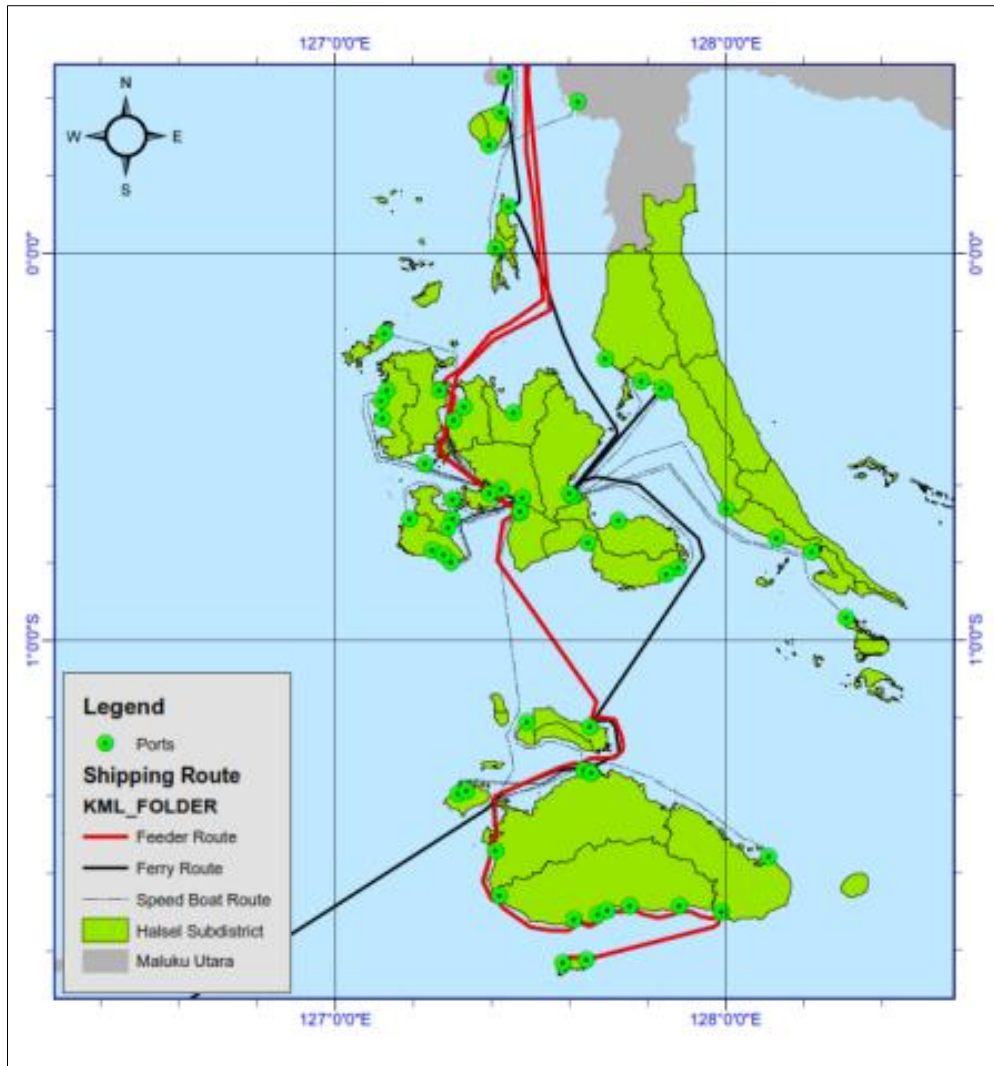 127°0'0"E 128°0'0"E
N
W E
S
0°0'0" 0°0'0"
1°0'0"S 1°0'0"S
Legend
Ports
Shipping Route
KML_FOLDER
Feeder Route
Ferry Route
Speed Boat Route
Halsel Subdistrict
Maluku Utara
127°0'0"E 128°0'0"E